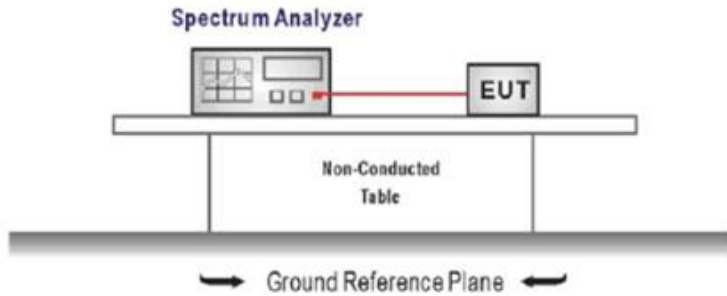 Spectrum Analyzer
EUT
Non-Conducted
Table
Ground Reference Plane